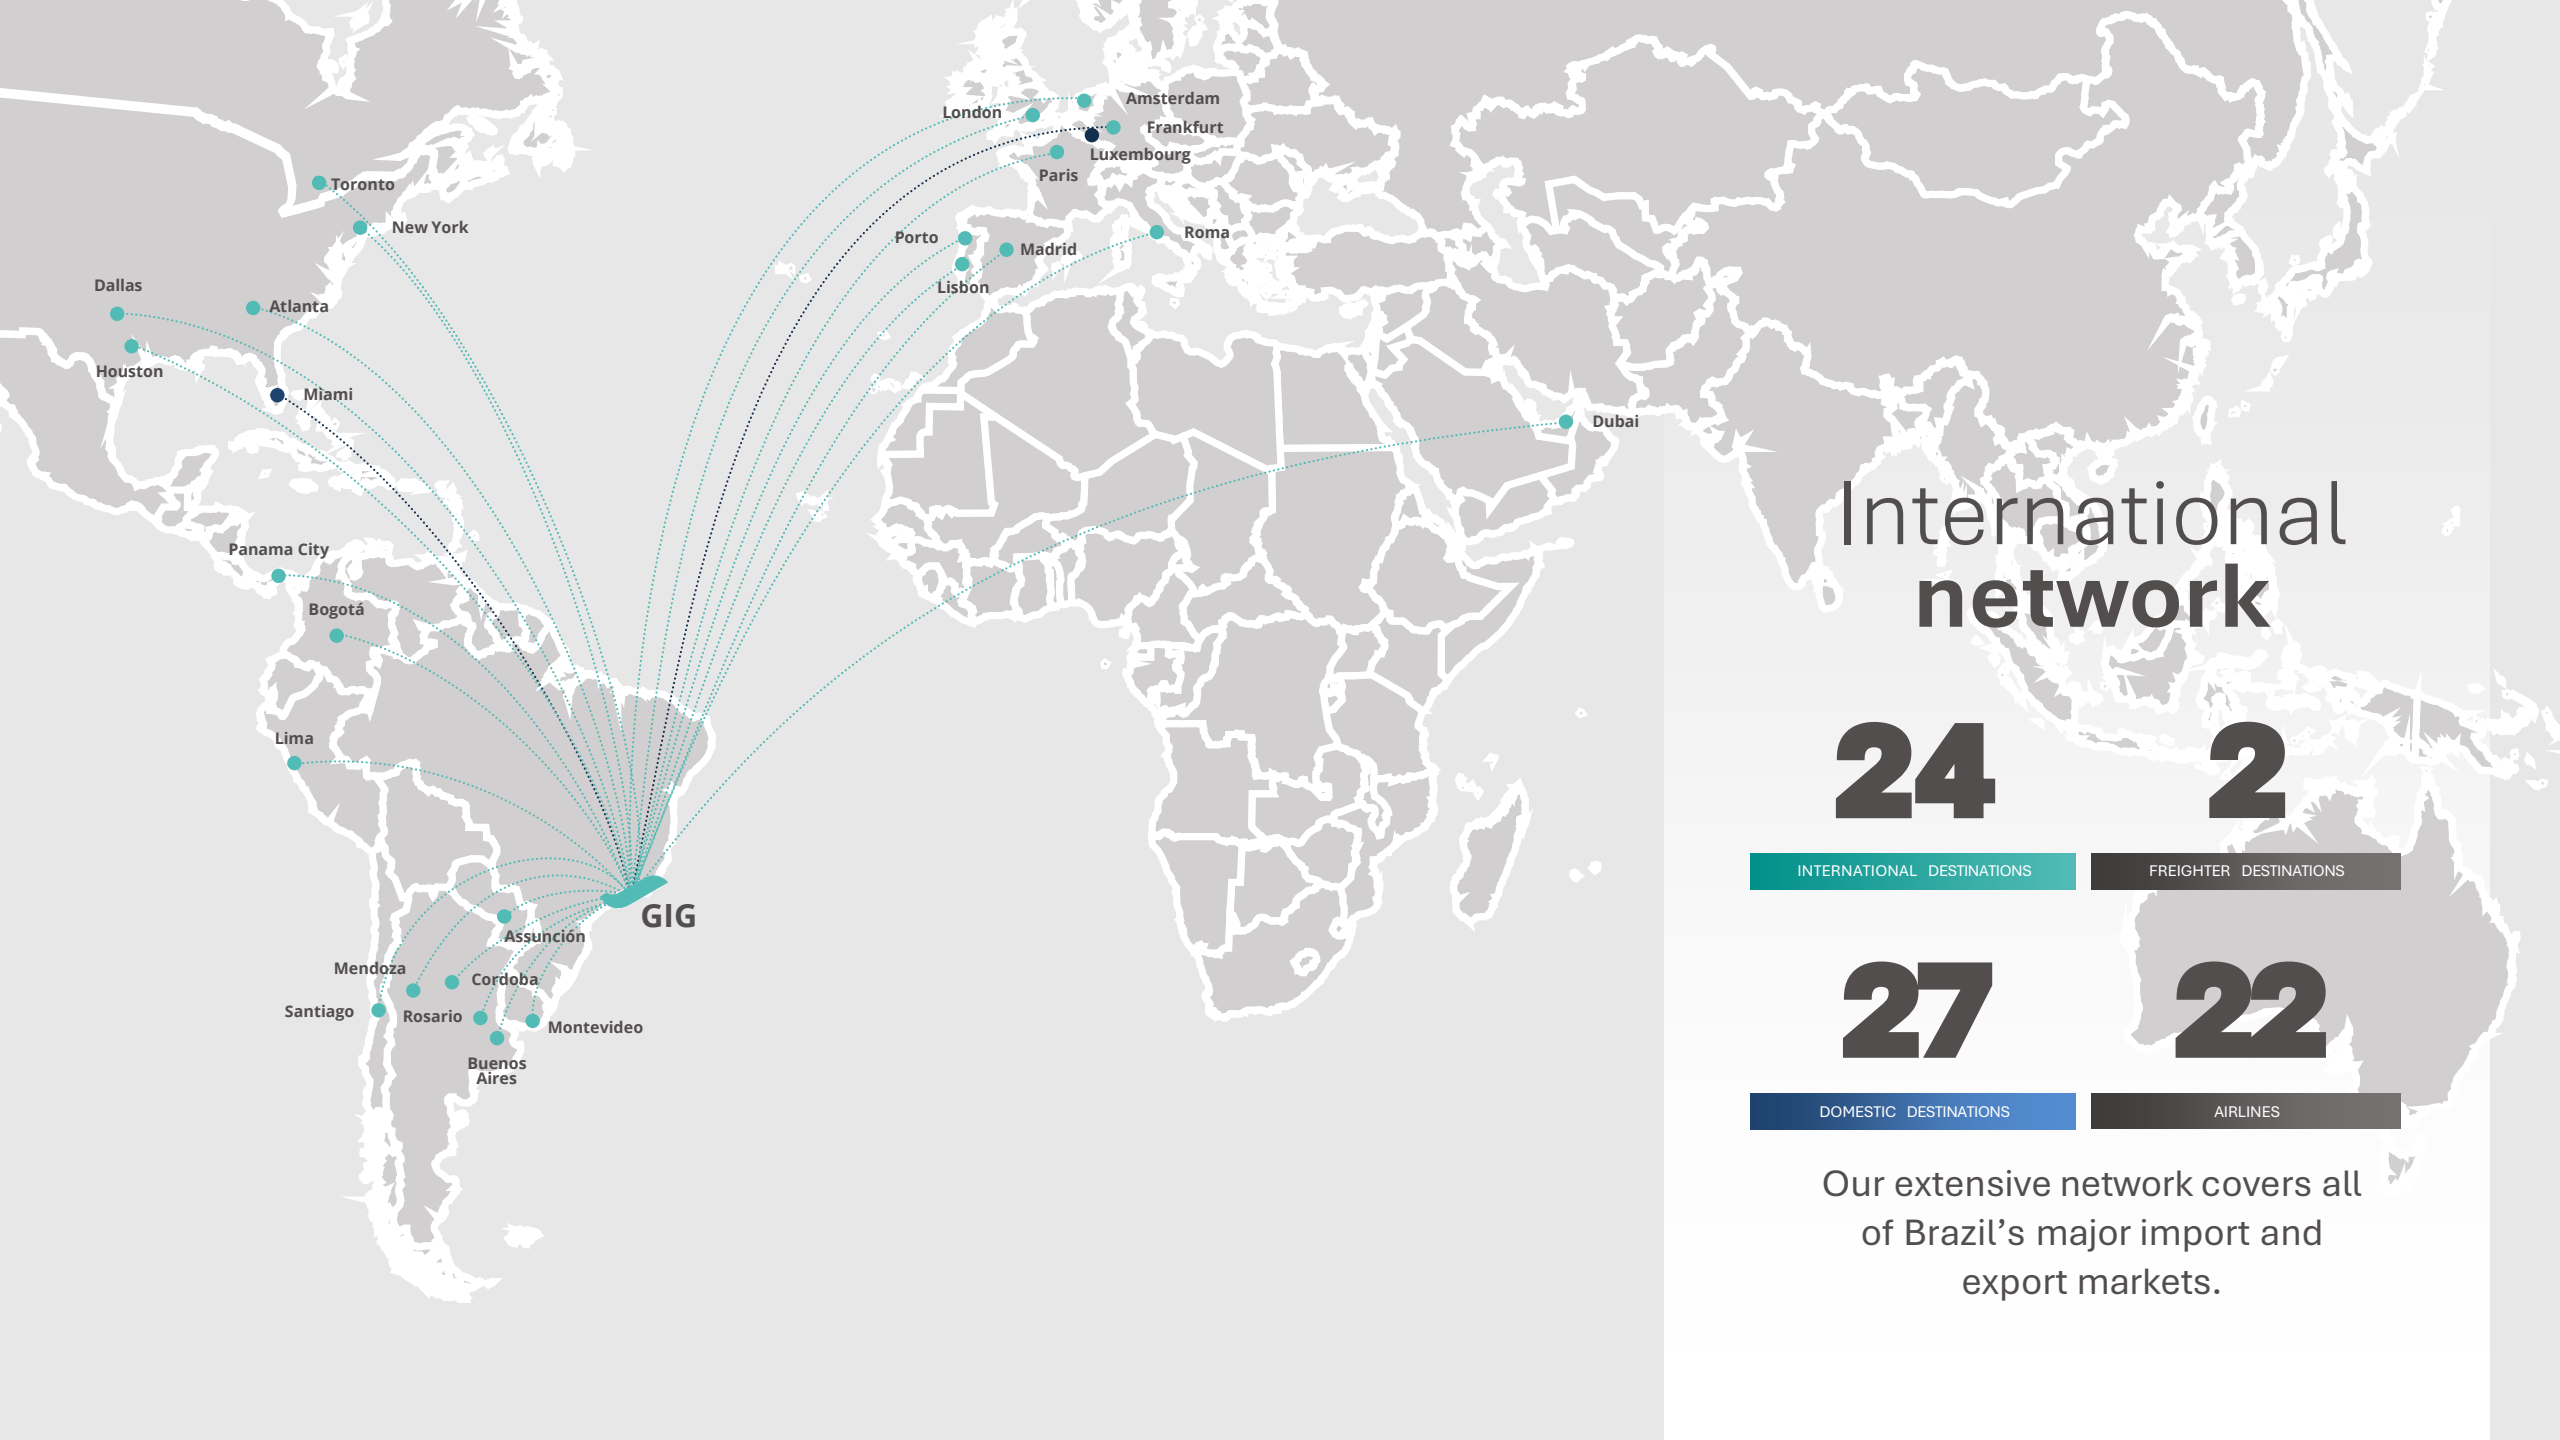 Amsterdam
London
Frankfurt
Luxembourg
Paris
Toronto
New York
Porto
Roma
Madrid
Lisbon
Dallas
Atlanta
Houston
Miami
Dubai
Panama City
Bogotá
Lima
GIG
Assunción
Mendoza
Cordoba
Santiago
Rosario
Montevideo
Buenos
Aires
International
network
24
INTERNATIONAL DESTINATIONS
2
FREIGHTER DESTINATIONS
27
DOMESTIC DESTINATIONS
22
AIRLINES
Our extensive network covers all
of Brazil’s major import and
export markets.